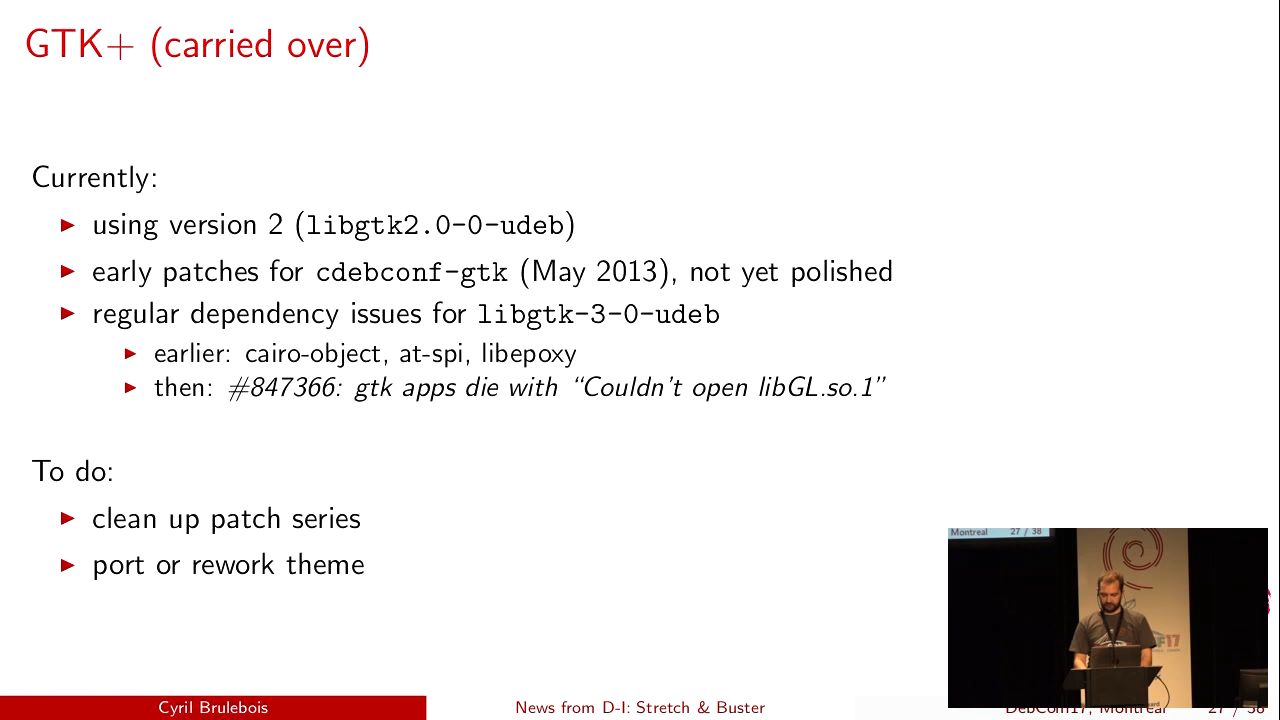 GTK+ (carried over)
Currently:
using version 2 (libgtk2.0-0-udeb)
early patches for cdebconf-gtk (May 2013), not yet polished
regular dependency issues for libgtk-3-0-udeb
earlier: cairo-object, at-spi, libepoxy
then: #847366: gtk apps die with “Couldn’t open libGL.so.1”
To do:
clean up patch series
port or rework theme
Montreal 27 / 38
F17
Cyril Brulebois
News from D-I: Stretch & Buster
DebConf17, Montreal 27 / 38